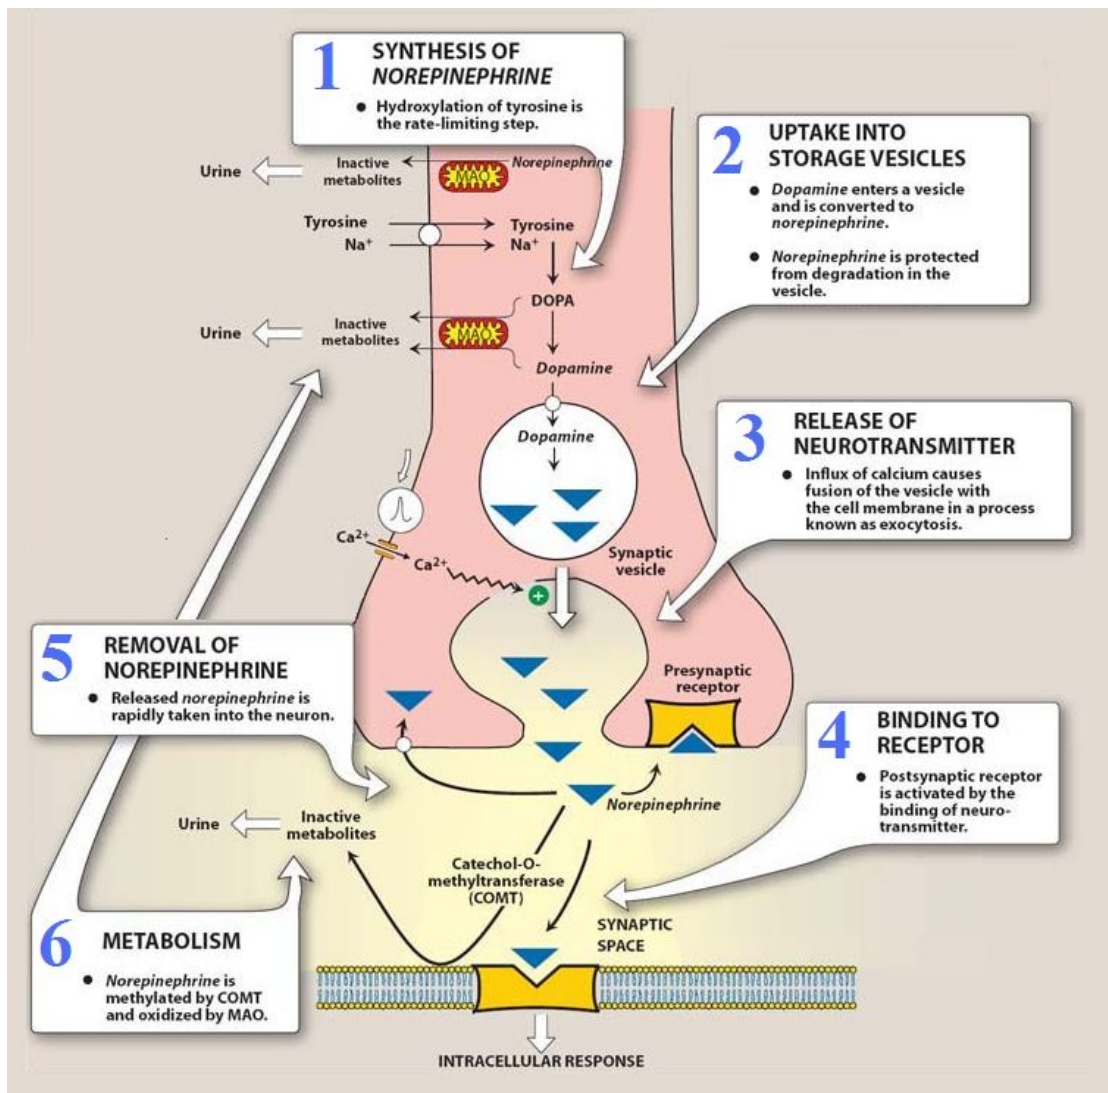 1
SYNTHESIS OF
NOREPINEPHRINE
● Hydroxylation of tyrosine is
the rate-limiting step.
2
UPTAKE INTO
STORAGE VESICLES
● Dopamine enters a vesicle
and is converted to
norepinephrine.
● Norepinephrine is protected
from degradation in the
vesicle.
Urine
Inactive
metabolites
MAO
Norepinephrine
Tyrosine
Na+
Tyrosine
Na+
DOPA
Urine
Inactive
metabolites
MAO
Dopamine
Dopamine
3
RELEASE OF
NEUROTRANSMITTER
● Influx of calcium causes
fusion of the vesicle with
the cell membrane in a process
known as exocytosis.
Ca2+
Ca2+
+
Synaptic
vesicle
5
REMOVAL OF
NOREPINEPHRINE
● Released norepinephrine is
rapidly taken into the neuron.
Presynaptic
receptor
4
BINDING TO
RECEPTOR
● Postsynaptic receptor
is activated by the
binding of neuro-
transmitter.
Norepinephrine
Urine
Inactive
metabolites
Catechol-O-
methyltransferase
(COMT)
SYNAPTIC
SPACE
6
METABOLISM
● Norepinephrine is
methylated by COMT
and oxidized by MAO.
INTRACELLULAR RESPONSE